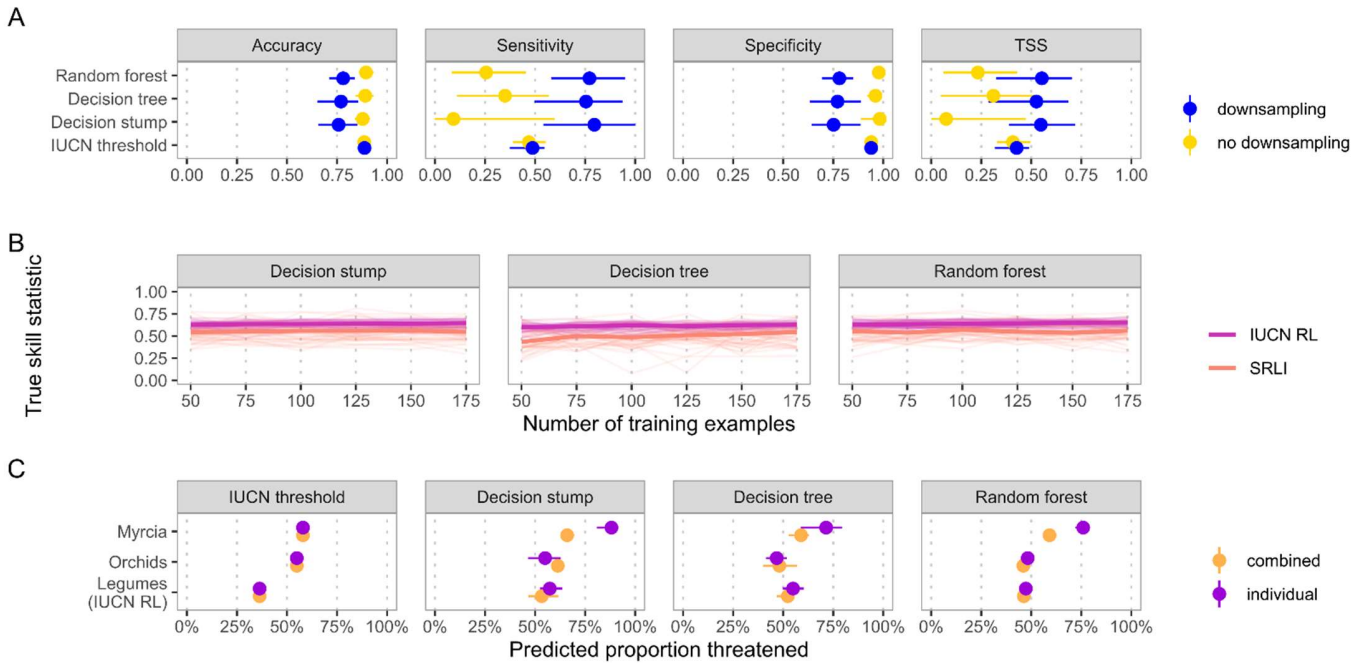 A
Accuracy Sensitivity Specificity TSS
Random forest
Decision tree
Decision stump
IUCN threshold
0.00 0.25 0.50 0.75 1.00 0.00 0.25 0.50 0.75 1.00 0.00 0.25 0.50 0.75 1.00 0.00 0.25 0.50 0.75 1.00
downsampling
no downsampling
B
True skill statistic
Decision stump Decision tree Random forest
1.00
0.75
0.50
0.25
0.00
50 75 100 125 150 175 50 75 100 125 150 175 50 75 100 125 150 175
Number of training examples
IUCN RL
SRLI
C
IUCN threshold Decision stump Decision tree Random forest
Myrcia
Orchids
Legumes
(IUCN RL)
0% 25% 50% 75% 100% 0% 25% 50% 75% 100% 0% 25% 50% 75% 100% 0% 25% 50% 75% 100%
Predicted proportion threatened
combined
individual